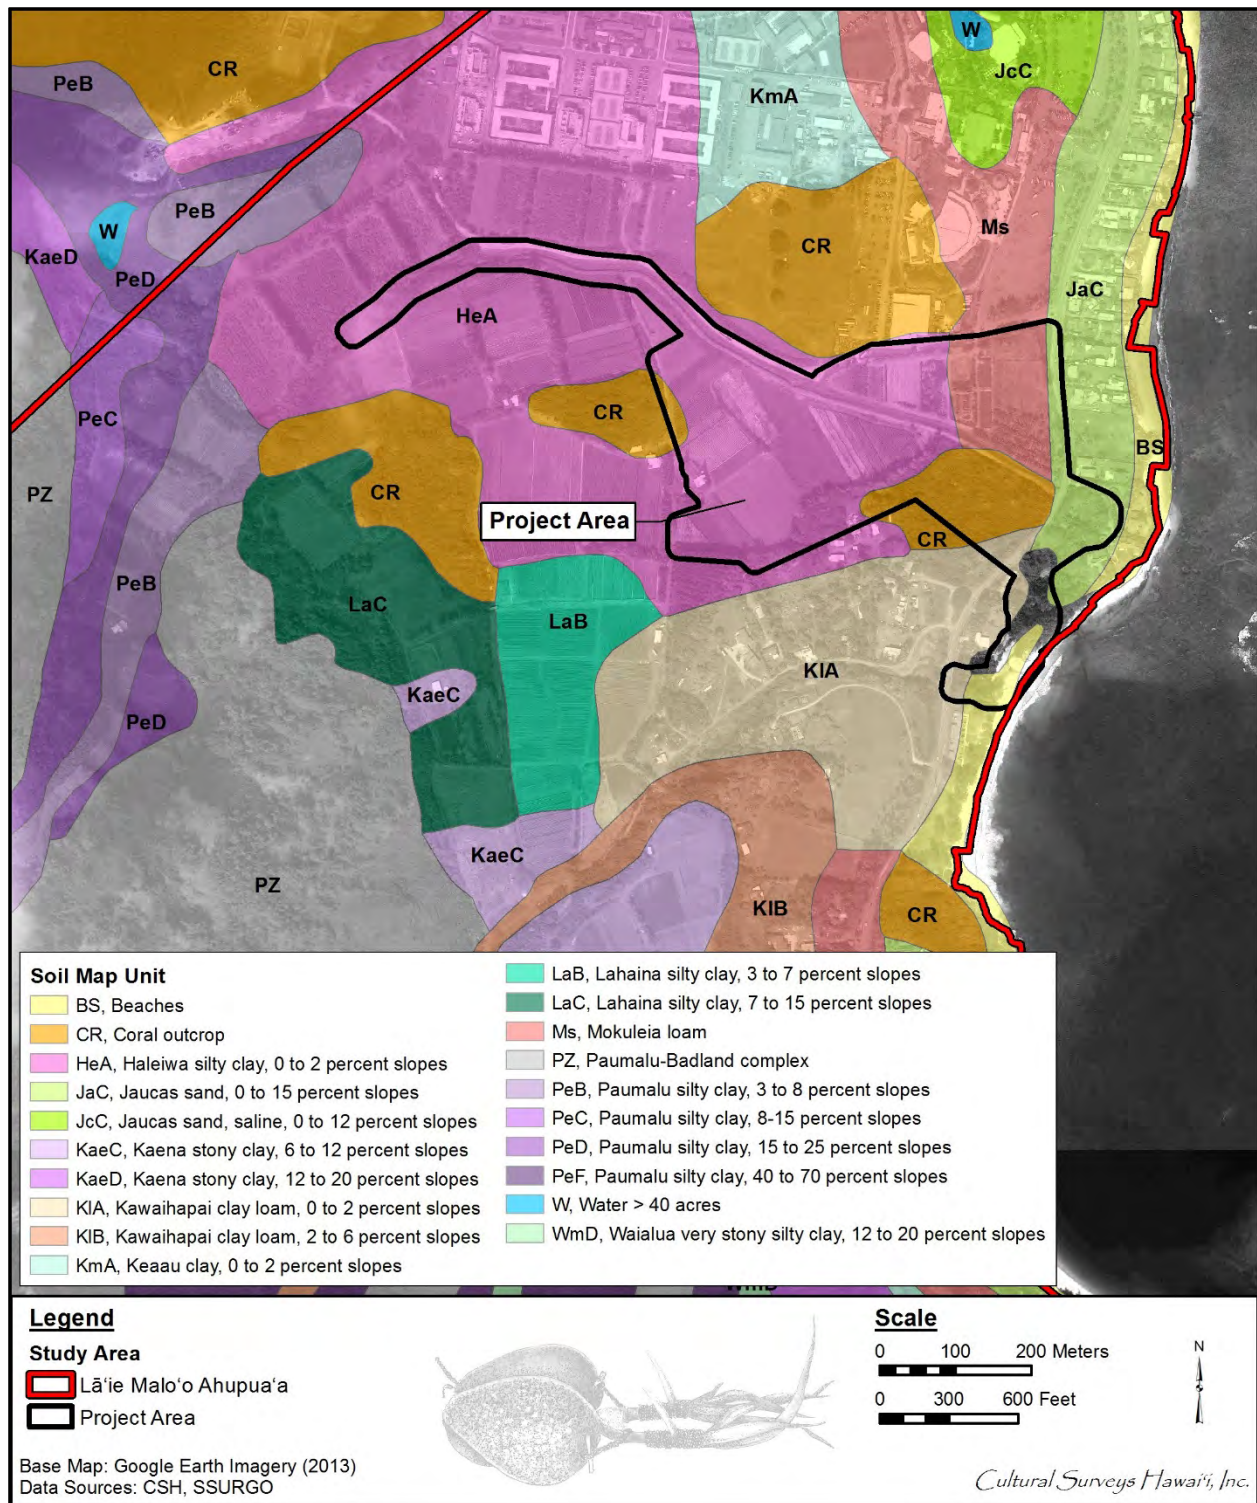 CR
W
PeB
JcC
KmA
PeB
Ms
W
CR
KaeD
PeD
JaC
HeA
PeC
CR
BS
PZ
CR
Project Area
CR
PeB
LaC
LaB
KlA
KaeC
PeD
KaeC
PZ
KlB
CR
Soil Map Unit
BS, Beaches
CR, Coral outcrop
HeA, Haleiwa silty clay, 0 to 2 percent slopes
JaC, Jaucas sand, 0 to 15 percent slopes
JcC, Jaucas sand, saline, 0 to 12 percent slopes
KaeC, Kaena stony clay, 6 to 12 percent slopes
KaeD, Kaena stony clay, 12 to 20 percent slopes
KlA, Kawaihapai clay loam, 0 to 2 percent slopes
KlB, Kawaihapai clay loam, 2 to 6 percent slopes
KmA, Keaau clay, 0 to 2 percent slopes
LaB, Lahaina silty clay, 3 to 7 percent slopes
LaC, Lahaina silty clay, 7 to 15 percent slopes
Ms, Mokuleia loam
PZ, Paumalu-Badland complex
PeB, Paumalu silty clay, 3 to 8 percent slopes
PeC, Paumalu silty clay, 8-15 percent slopes
PeD, Paumalu silty clay, 15 to 25 percent slopes
PeF, Paumalu silty clay, 40 to 70 percent slopes
W, Water > 40 acres
WmD, Waialua very stony silty clay, 12 to 20 percent slopes
Legend
Study Area
Lā‘ie Malo‘o Ahupua‘a
Project Area
Base Map: Google Earth Imagery (2013)
Data Sources: CSH, SSURGO
Scale
0 100 200 Meters
0 300 600 Feet
N
Cultural Surveys Hawai‘i, Inc.